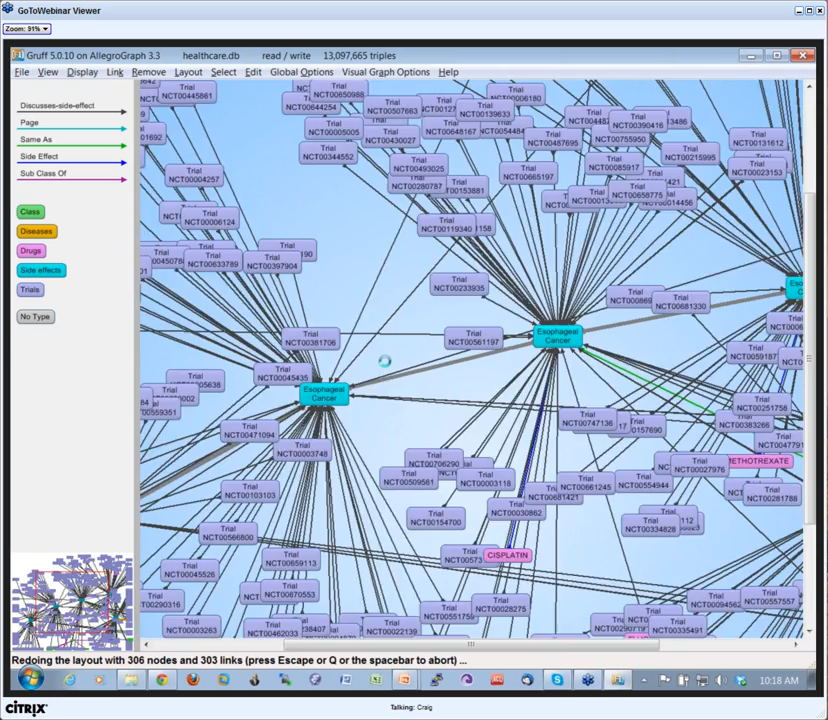 GoToWebinar Viewer
Zoom: 91%
Gruff 5.0.10 on AllegroGraph 3.3 healthcare.db read / write 13,097,665 triples
File View Display Link Remove Layout Select Edit Global Options Visual Graph Options Help
Discusses-side-effect
Page
Same As
Side Effect
Sub Class Of
Class
Diseases
Drugs
Side effects
Trials
No Type
NCT00445861
Trial
NCT00650988
NCT00644254
Trial
NCT00507663
NCT00139633
NCT00006180
Trial
NCT00005005
Trial
NCT00430027
Trial
NCT00648167
Trial
NCT00344552
Trial
NCT00487695
NCT00755950
Trial
NCT00390416
Trial
NCT00215995
Trial
NCT00131612
Trial
NCT00023153
Trial
NCT00004257
Trial
NCT00493025
Trial
NCT00280787
NCT00153881
Trial
NCT00665197
Trial
NCT00085917
Trial
NCT00658775
NCT00014456
Trial
NCT00006124
Trial
NCT00119340
Trial
NCT00633789
Trial
NCT00397904
Trial
NCT00233935
Trial
NCT00681330
Trial
NCT00381706
Trial
NCT00561197
Esophageal
Cancer
Trial
NCT00045435
Esophageal
Cancer
Trial
NCT00251758
Trial
NCT00383266
Trial
NCT00747136
NCT00157690
Trial
NCT00471094
Trial
NCT00003748
Trial
NCT00706290
Trial
NCT00509561
Trial
NCT00003118
Trial
NCT00661245
Trial
NCT00554944
Trial
NCT00027976
METHOTREXATE
Trial
NCT00281788
Trial
NCT00103103
NCT00681421
Trial
NCT00030862
Trial
NCT00154700
Trial
NCT00334828
Trial
NCT00566800
CISPLATIN
Trial
NCT00045526
Trial
NCT00659113
Trial
NCT00670553
NCT00290316
Trial
NCT00003263
NCT00462033
Trial
NCT00022139
Trial
NCT00551759
Trial
NCT00028275
Trial
NCT00094562
Trial
NCT00557557
Trial
NCT00335491
Redoing the layout with 306 nodes and 303 links (press Escape or Q or the spacebar to abort) ...
10:18 AM
CITRIX
Talking: Craig